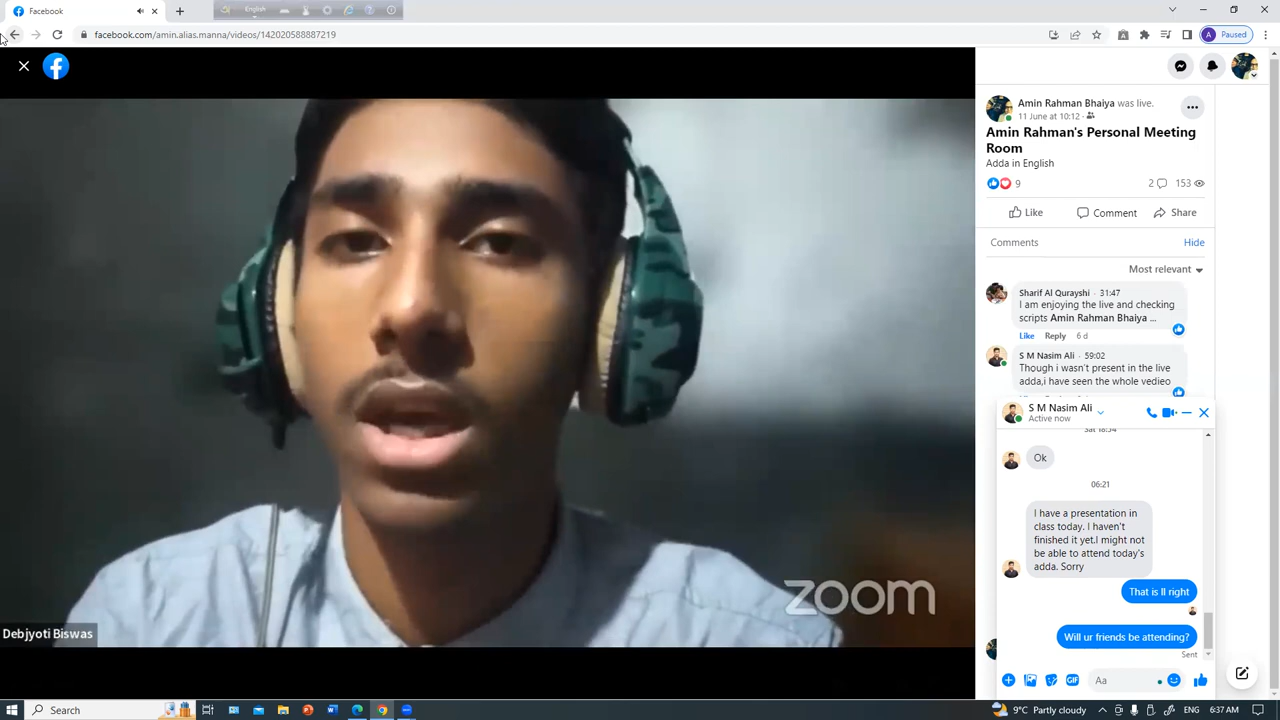 Facebook
English
facebook.com/amin.alias.manna/videos/142020588887219
A
Paused
Amin Rahman Bhaiya was live.
11 June at 10:12
Amin Rahman's Personal Meeting
Room
Adda in English
9
2
153
Like
Comment
Share
Comments
Hide
Most relevant
Sharif Al Qurayshi · 31:47
I am enjoying the live and checking
scripts Amin Rahman Bhaiya ...
Like Reply 6 d
S M Nasim Ali · 59:02
Though i wasn't present in the live
adda,i have seen the whole vedieo
S M Nasim Ali
Active now
Sat 18:54
Ok
06:21
I have a presentation in
class today. I haven't
finished it yet.I might not
be able to attend today's
adda. Sorry
That is ll right
Will ur friends be attending?
Sent
GIF
Aa
zoom
Debjyoti Biswas
Search
9°C Partly cloudy
ENG
6:37 AM